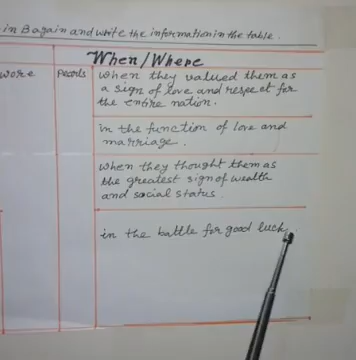 in Bagain and write the information in the table.
When/Where
wore
pearls
when they valued them as
a sign of love and respect for
the entire nation.
in the function of love and
marriage.
when they thought them as
the greatest sign of wealth
and social status
in the battle for good luck.